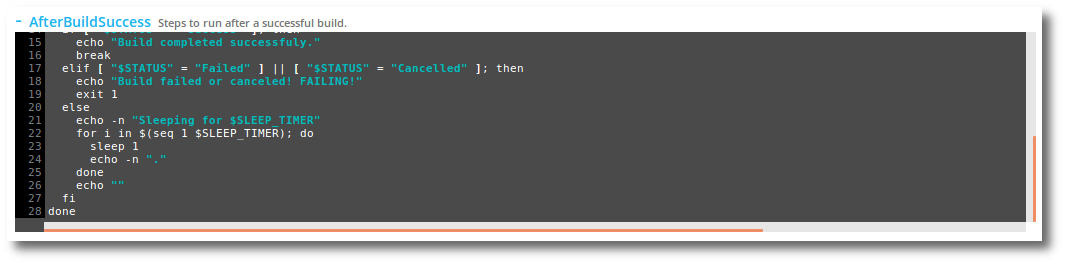 - AfterBuildSuccess Steps to run after a successful build.
15 echo "Build completed successfuly."
16 break
17 elif [ "$STATUS" = "Failed" ] || [ "$STATUS" = "Cancelled" ]; then
18 echo "Build failed or canceled! FAILING!"
19 exit 1
20 else
21 echo -n "Sleeping for $SLEEP_TIMER"
22 for i in $(seq 1 $SLEEP_TIMER); do
23 sleep 1
24 echo -n "."
25 done
26 echo ""
27 fi
28 done